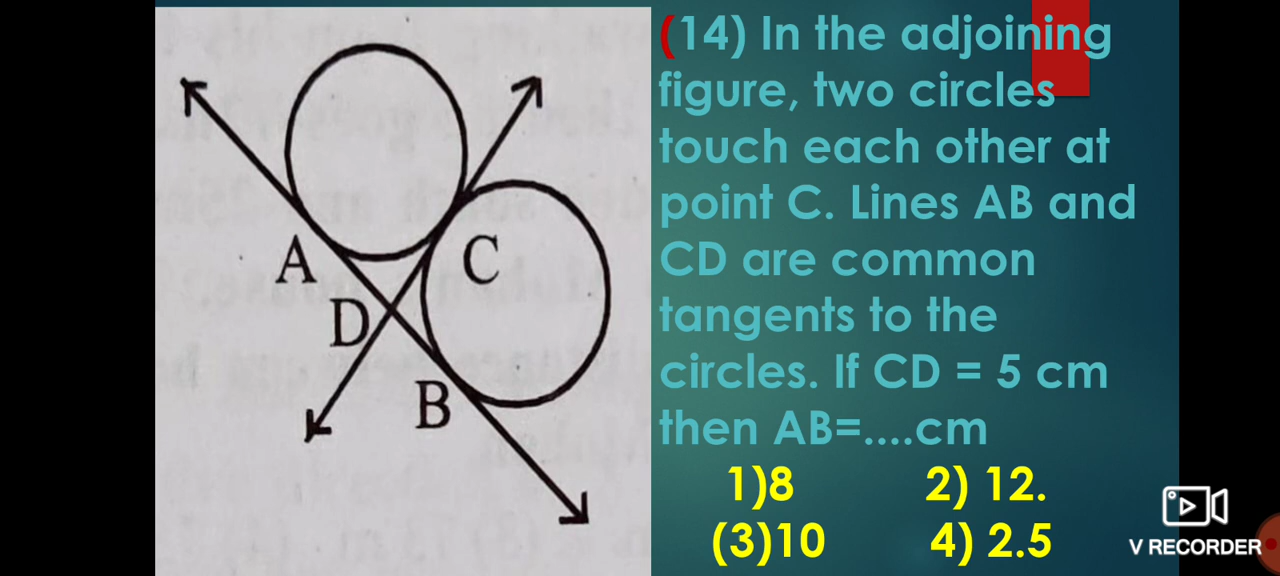 (14) In the adjoining
figure, two circles
touch each other at
point C. Lines AB and
CD are common
tangents to the
circles. If CD = 5 cm
then AB=....cm
1)8 2) 12.
(3)10 4) 2.5
A
C
D
B
V RECORDER